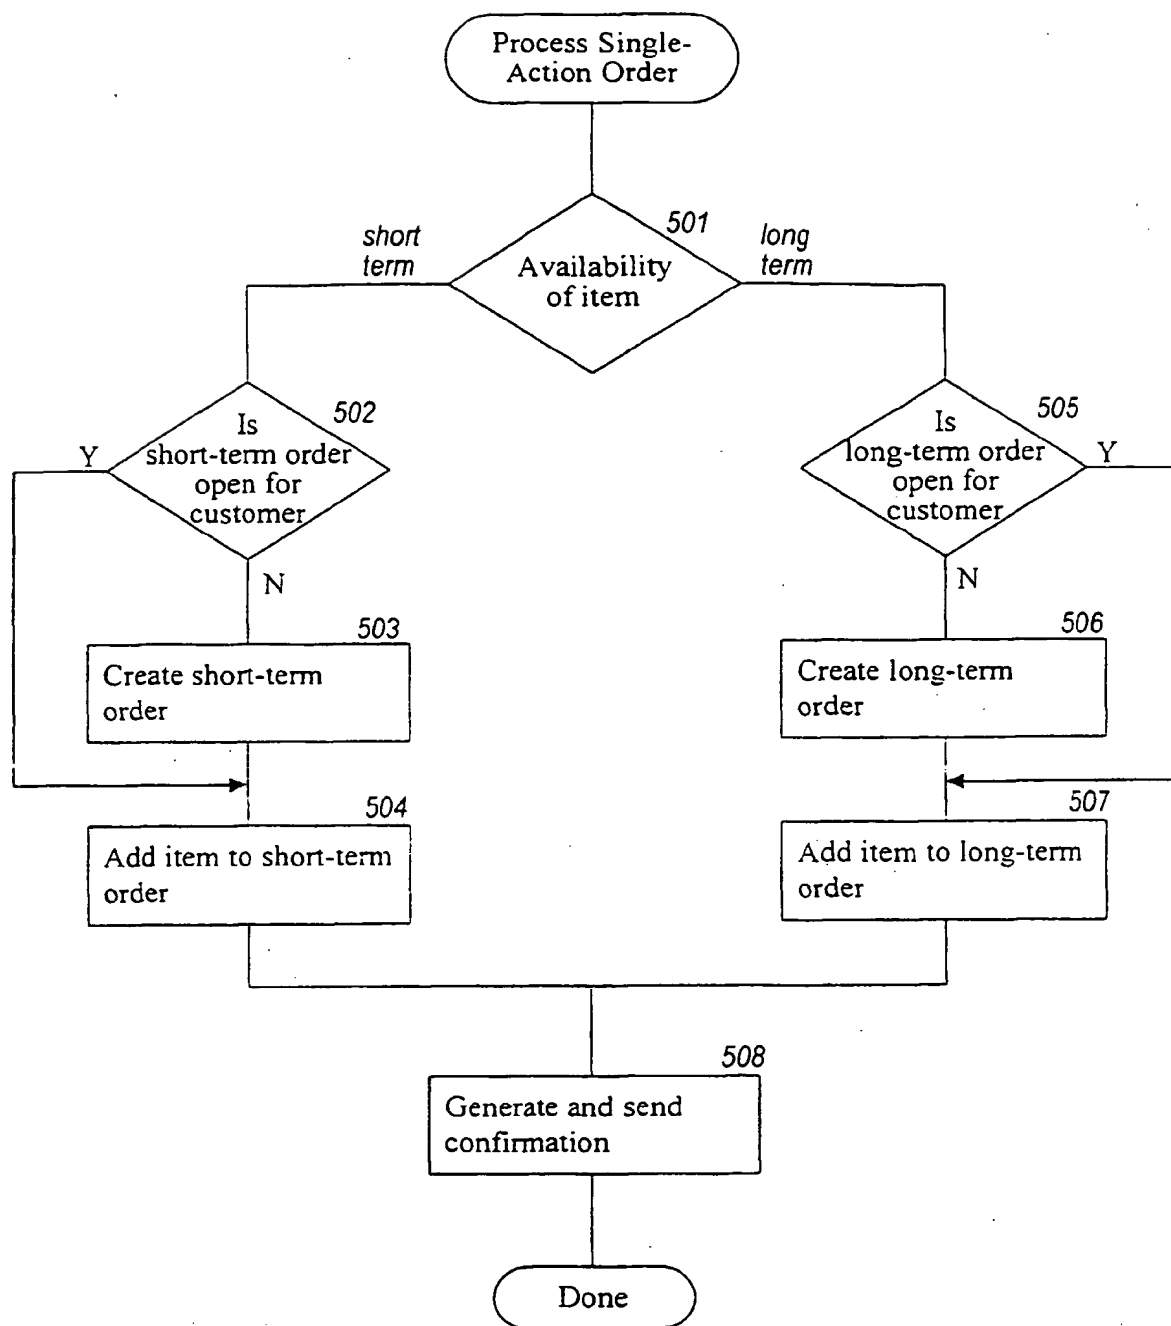 Process Single-
Action Order
501
short
term
long
term
Availability
of item
502
Is
short-term order
open for
customer
Y
N
505
Is
long-term order
open for
customer
Y
N
503
Create short-term
order
506
Create long-term
order
504
Add item to short-term
order
507
Add item to long-term
order
508
Generate and send
confirmation
Done